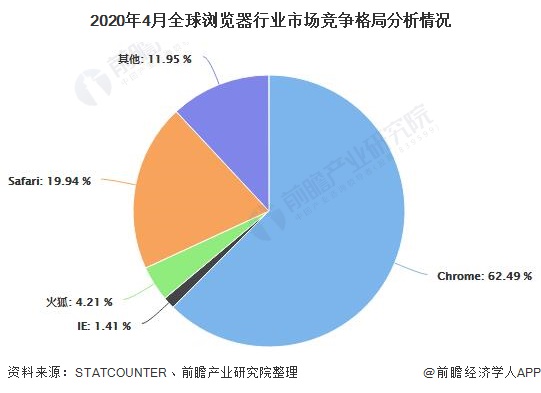 2020年4月全球浏览器行业市场竞争格局分析情况
其他: 11.95 %
Safari: 19.94 %
Chrome: 62.49 %
火狐: 4.21 %
IE: 1.41 %
前瞻产业研究院
资料来源：STATCOUNTER、前瞻产业研究院整理
@前瞻经济学人APP